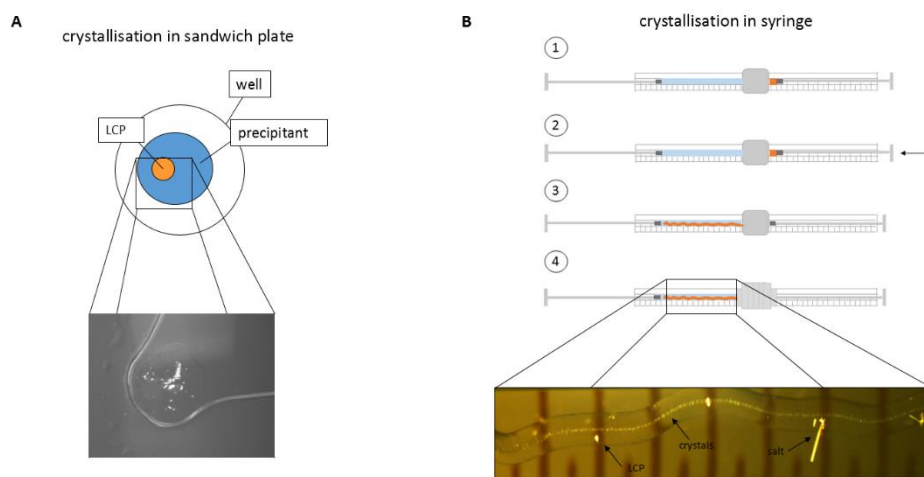 A
crystallisation in sandwich plate
well
LCP
precipitant
B
crystallisation in syringe
1
2
3
4
crystals
salt
LCP